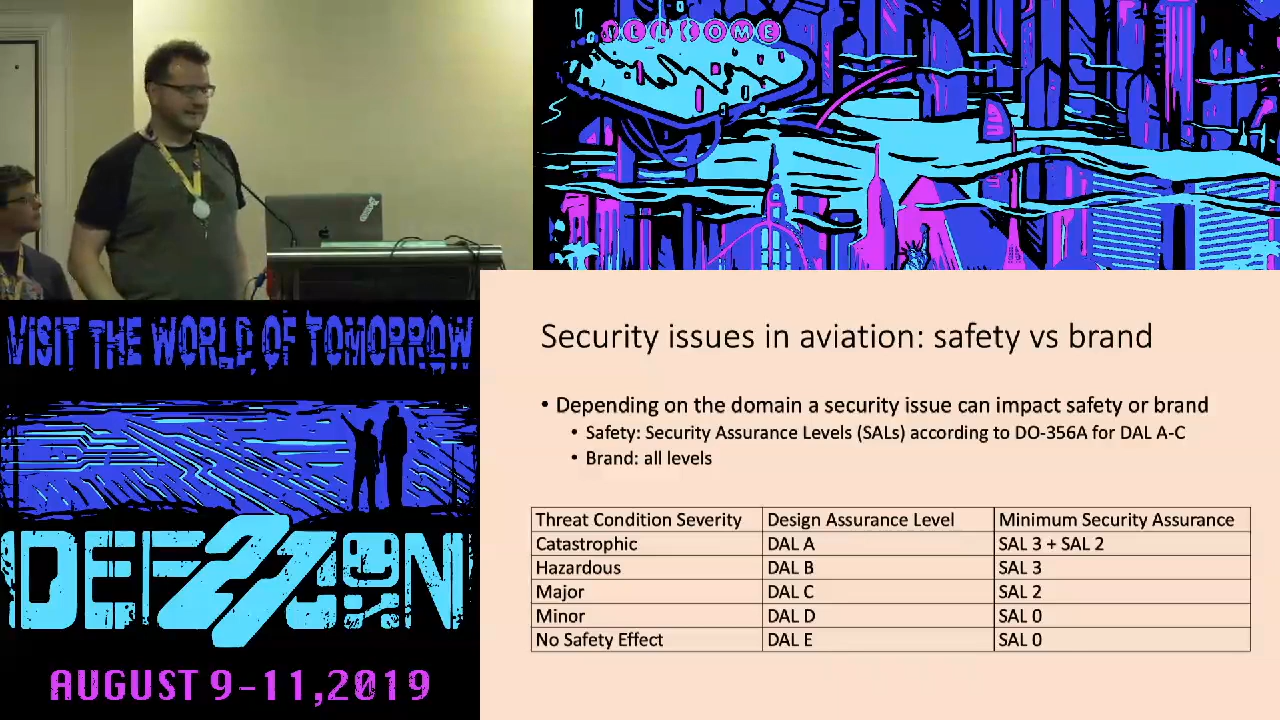 WELCOME
VISIT THE WORLD OF TOMORROW
DEFCON
27
AUGUST 9-11,2019
Security issues in aviation: safety vs brand
• Depending on the domain a security issue can impact safety or brand
• Safety: Security Assurance Levels (SALs) according to DO-356A for DAL A-C
• Brand: all levels
Threat Condition Severity Design Assurance Level Minimum Security Assurance
Catastrophic DAL A SAL 3 + SAL 2
Hazardous DAL B SAL 3
Major DAL C SAL 2
Minor DAL D SAL 0
No Safety Effect DAL E SAL 0